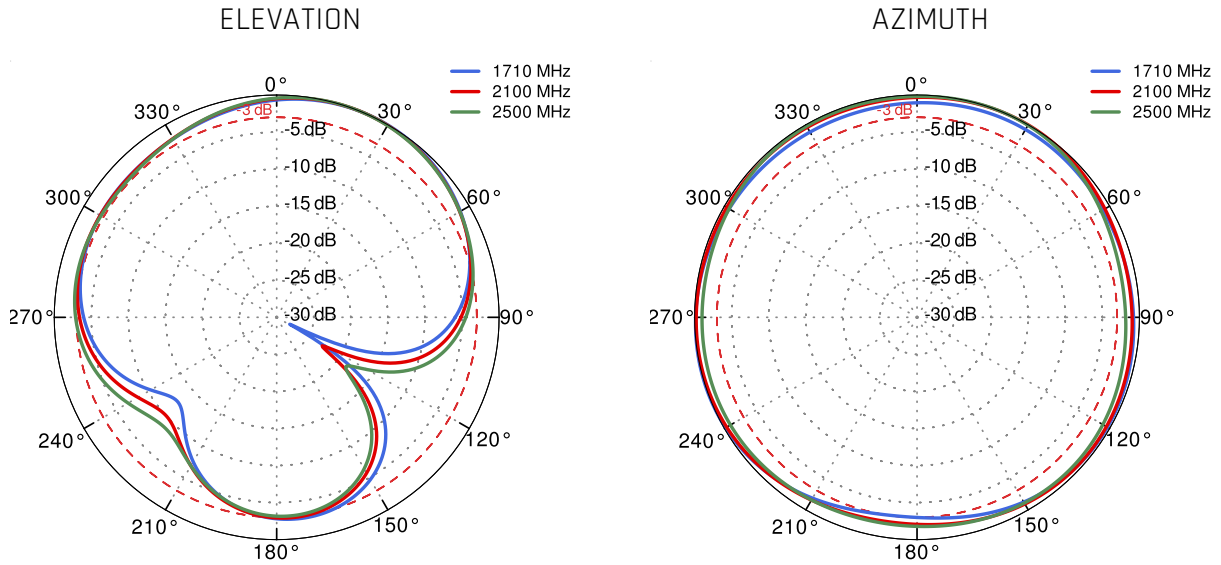 ELEVATION
1710 MHz
2100 MHz
2500 MHz
0°
330°
30°
-3 dB
-5 dB
-10 dB
300°
60°
-15 dB
-20 dB
-25 dB
270°
-30 dB
90°
240°
120°
210°
150°
180°
AZIMUTH
1710 MHz
2100 MHz
2500 MHz
0°
330°
30°
-3 dB
-5 dB
-10 dB
300°
60°
-15 dB
-20 dB
-25 dB
270°
-30 dB
90°
240°
120°
210°
150°
180°